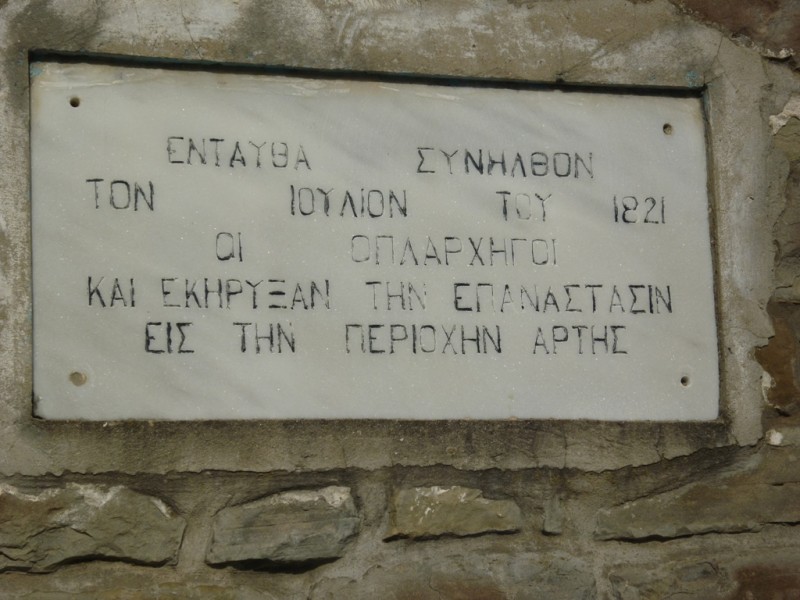 ΕΝΤΑΥΘΑ ΣΥΝΗΛΘΟΝ
ΤΟΝ ΙΟΥΛΙΟΝ ΤΟΥ 1821
ΟΙ ΟΠΛΑΡΧΗΓΟΙ
ΚΑΙ ΕΚΗΡΥΞΑΝ ΤΗΝ ΕΠΑΝΑΣΤΑΣΙΝ
ΕΙΣ ΤΗΝ ΠΕΡΙΟΧΗΝ ΑΡΤΗΣ